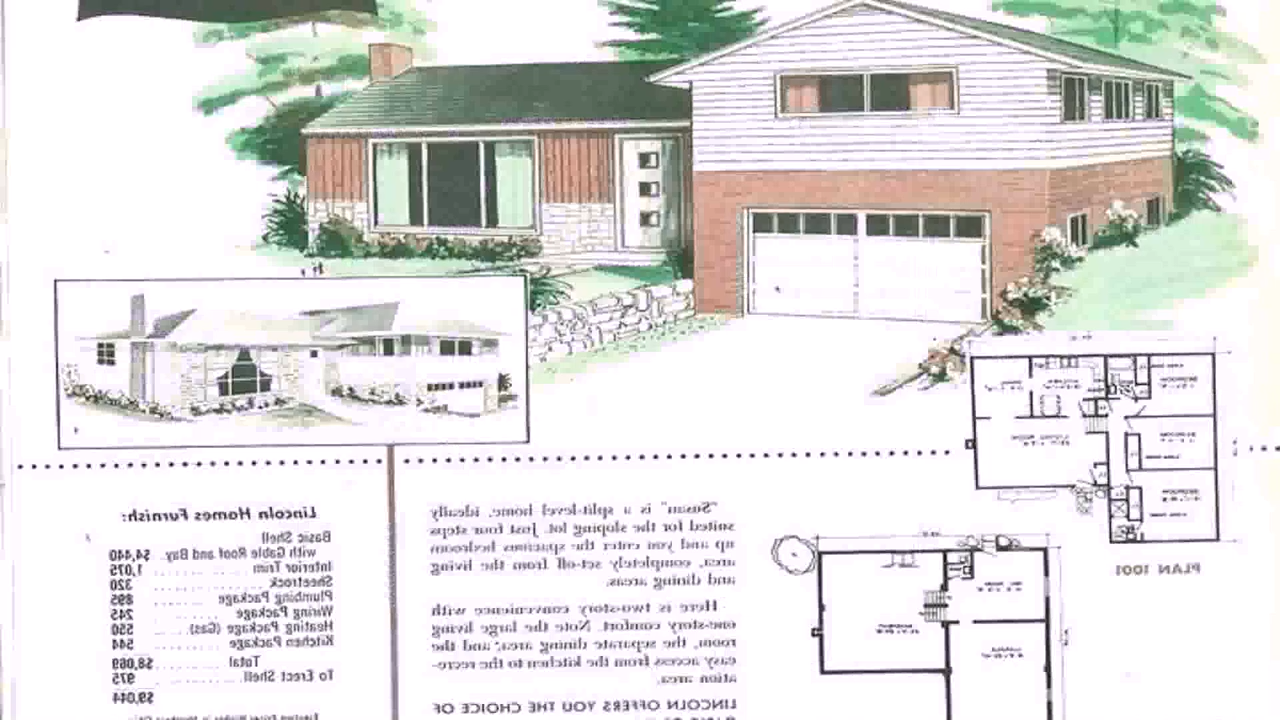 Lincoln Homes Furnish:
Basic Shell
with Gable Roof and Bay. $4,440
Interior Trim . . . . . . . . . . . 1,075
Sheetrock . . . . . . . . . . . . . 320
Plumbing Package . . . . . . . . 895
Wiring Package . . . . . . . . . . 245
Heating Package (Gas) . . . . . 550
Kitchen Package . . . . . . . . . 544
Total . . . . . . . . . . $8,069
To Erect Shell . . . . . . . . . . . 975
$9,044
"Susan" is a split-level home, ideally
suited for the sloping lot. Just four steps
up and you enter the spacious bedroom
area, completely set-off from the living
and dining areas.
Here is two-story convenience with
one-story comfort. Note the large living
room, the separate dining area, and the
easy access from the kitchen to the recre-
ation area.
LINCOLN OFFERS YOU THE CHOICE OF
PLAN 1001
LIVING ROOM
BEDROOM
BEDROOM
BEDROOM